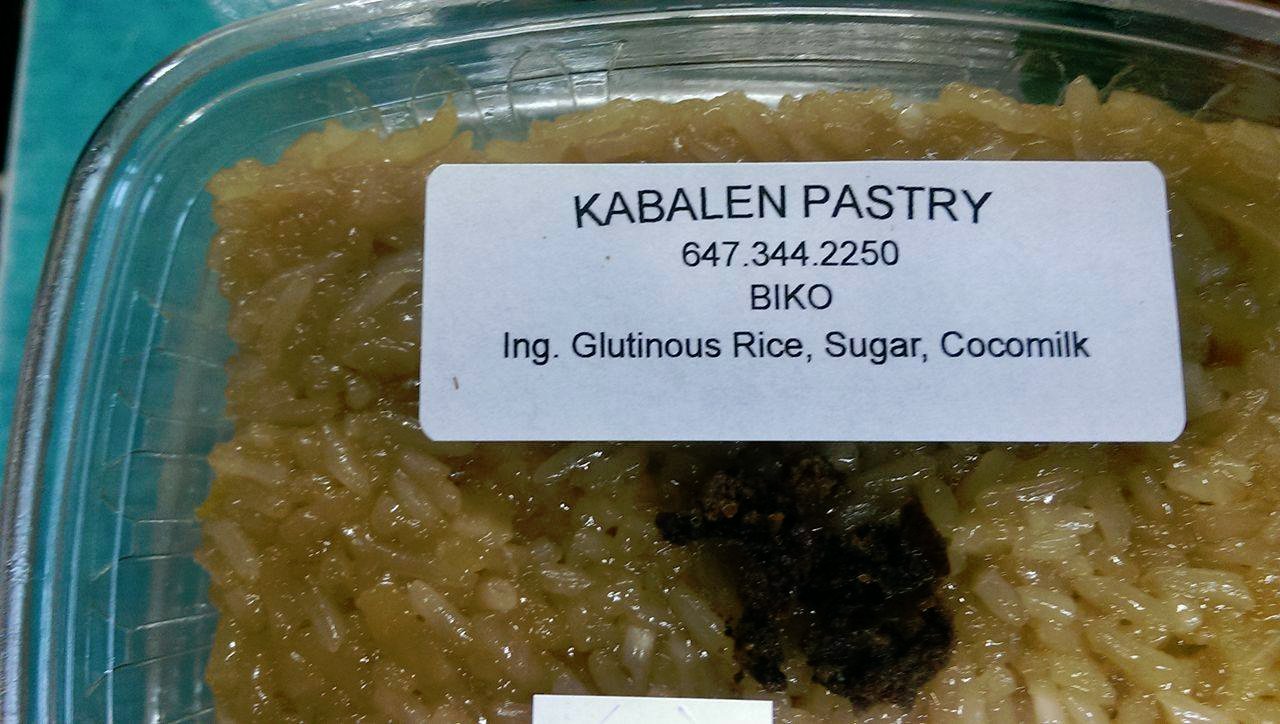 KABALEN PASTRY
647.344.2250
BIKO
Ing. Glutinous Rice, Sugar, Cocomilk